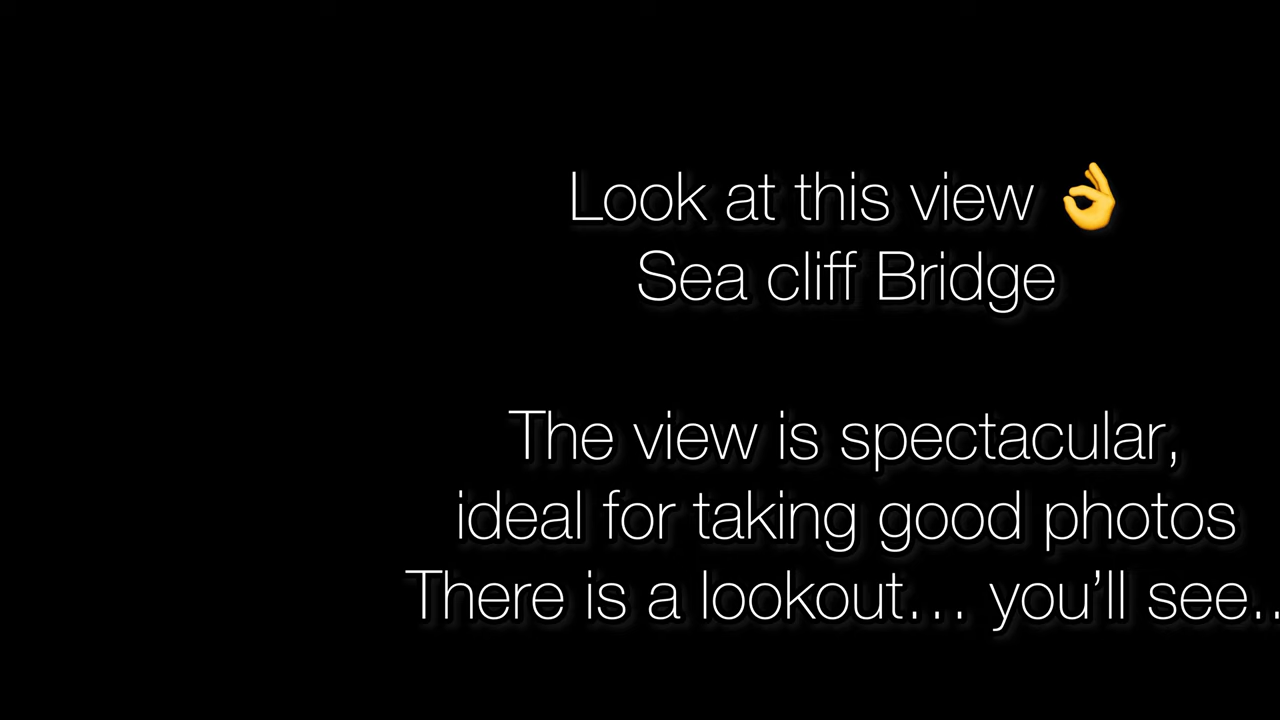 Look at this view 👌
Sea cliff Bridge
The view is spectacular,
ideal for taking good photos
There is a lookout… you’ll see..